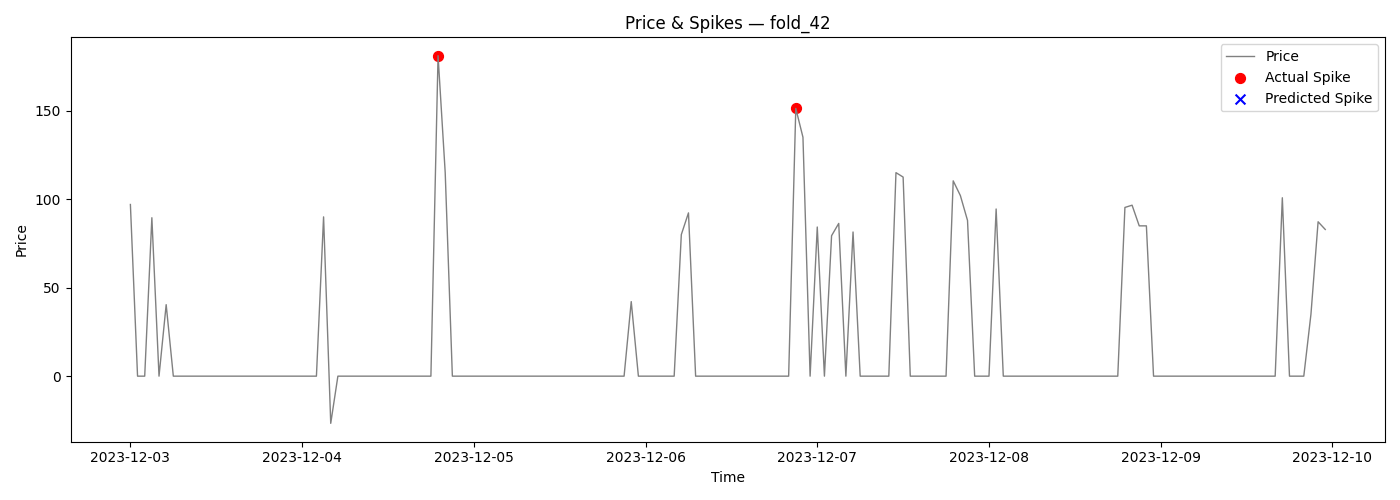 Price & Spikes — fold_42
Price
Actual Spike
Predicted Spike
150
100
50
0
Price
2023-12-03
2023-12-04
2023-12-05
2023-12-06
2023-12-07
2023-12-08
2023-12-09
2023-12-10
Time